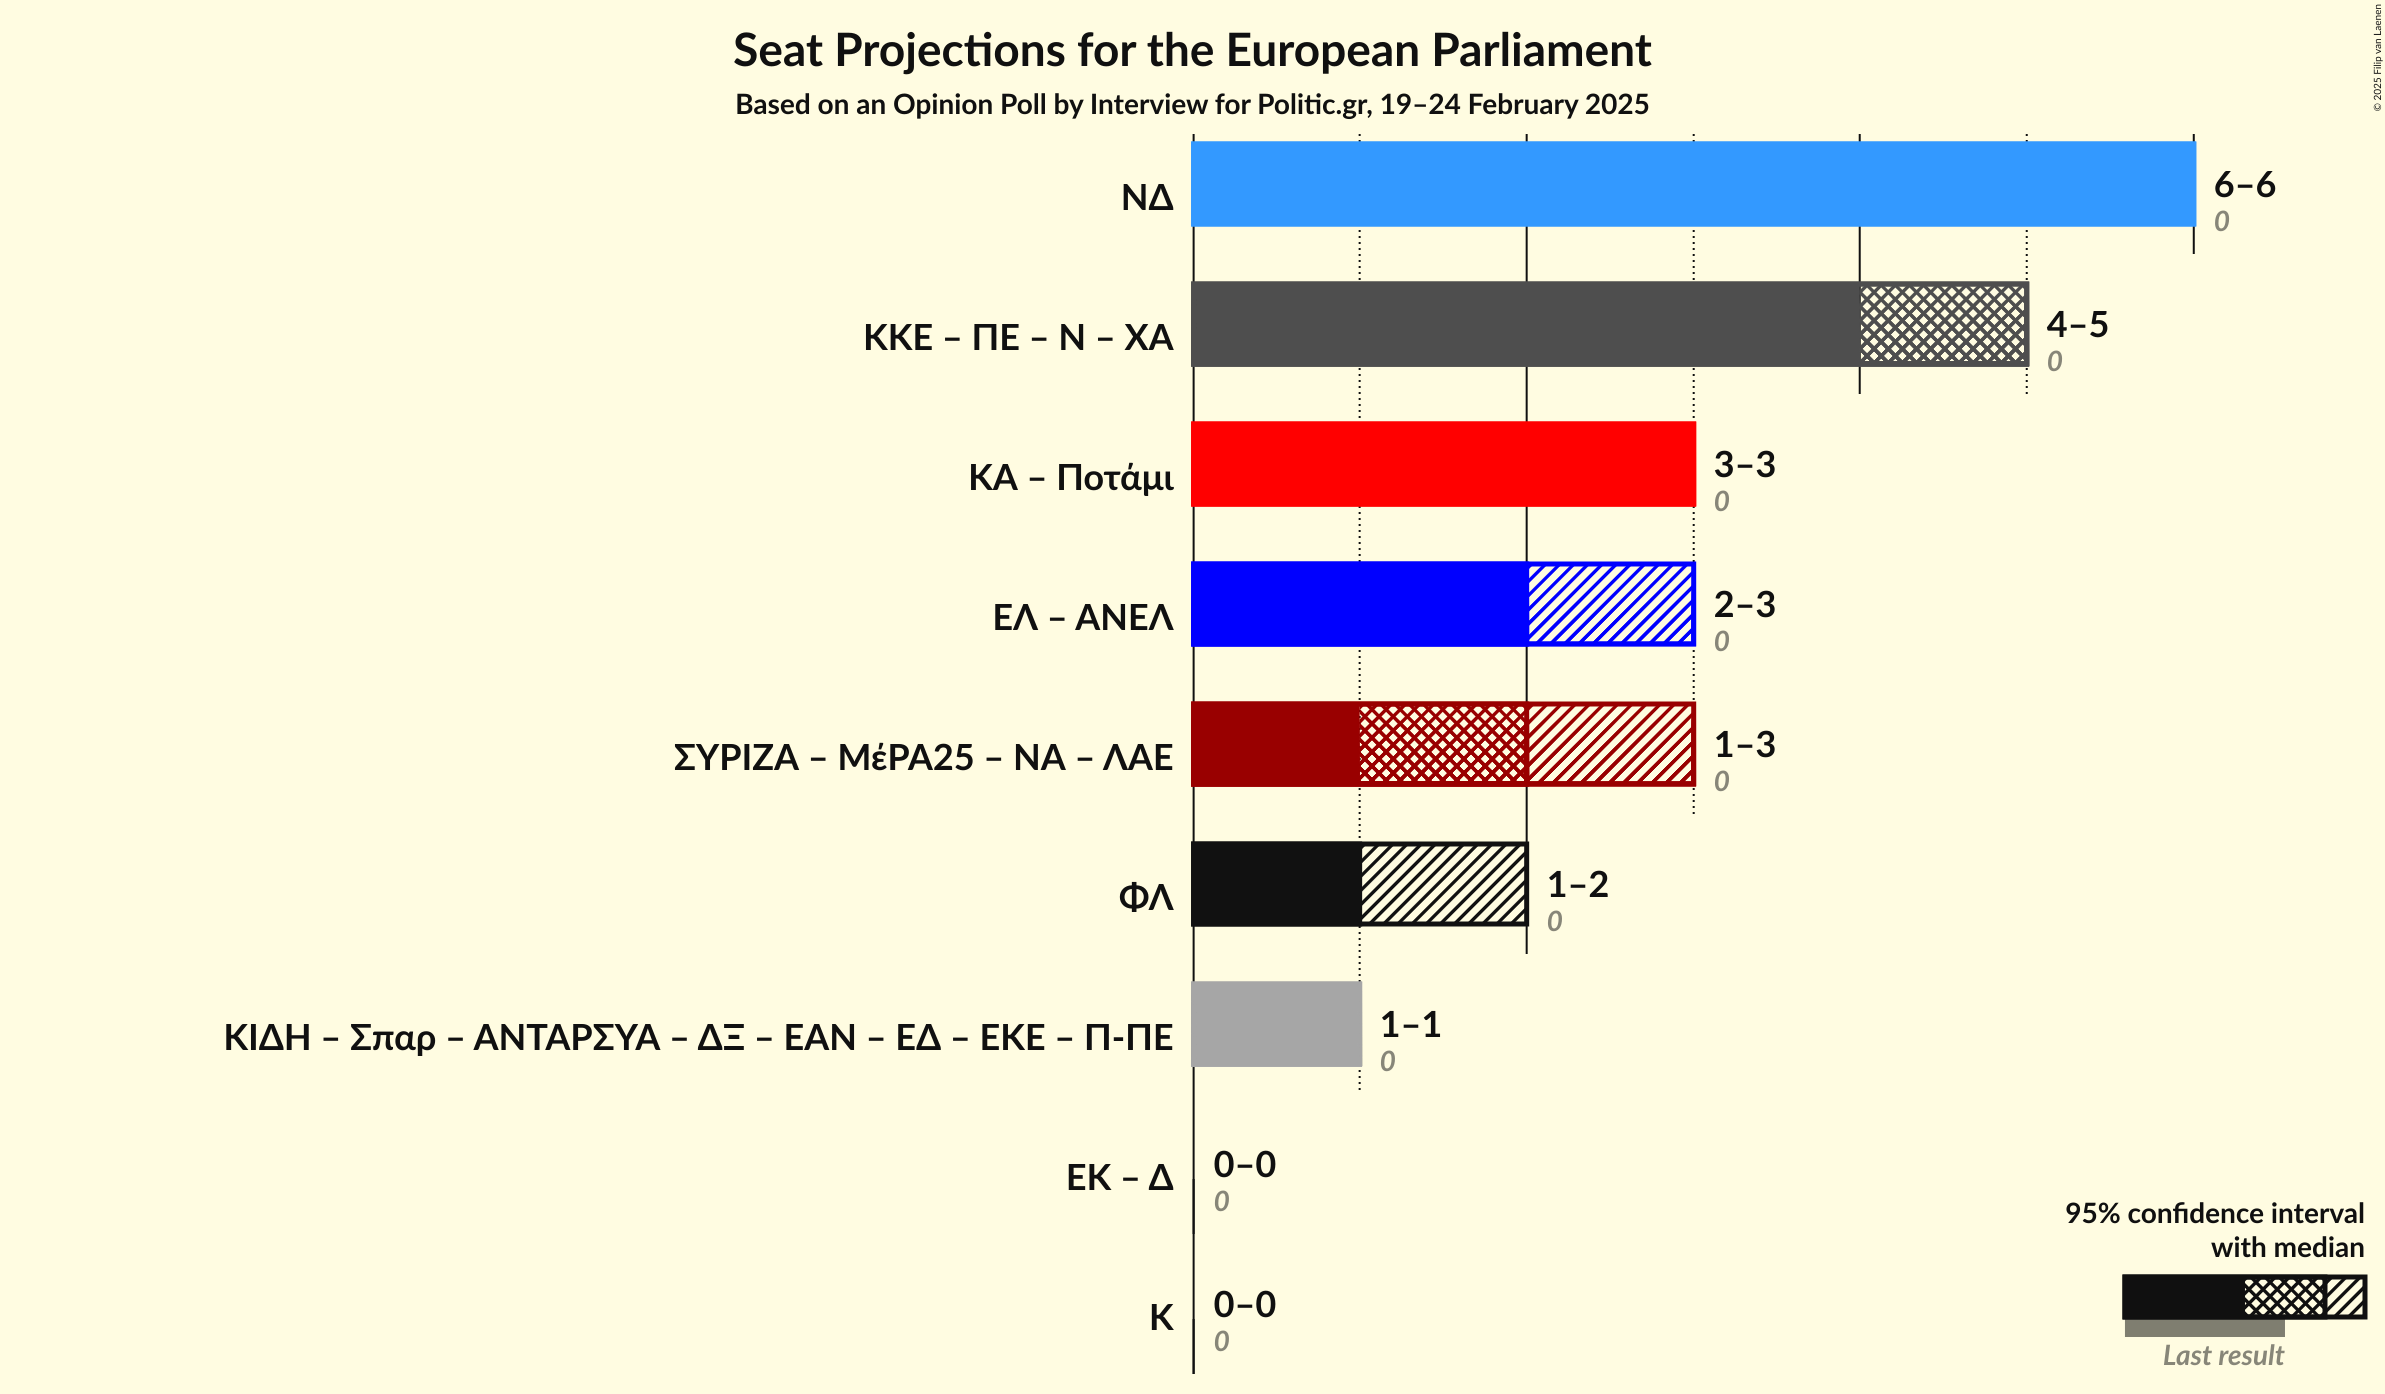 Seat Projections for the European Parliament
Based on an Opinion Poll by Interview for Politic.gr, 19–24 February 2025
© 2025 Filip van Laenen
ΝΔ
6–6
0
ΚΚΕ – ΠΕ – Ν – ΧΑ
4–5
0
ΚΑ – Ποτάμι
3–3
0
ΕΛ – ΑΝΕΛ
2–3
0
ΣΥΡΙΖΑ – ΜέΡΑ25 – ΝΑ – ΛΑΕ
1–3
0
ΦΛ
1–2
0
ΚΙΔΗ – Σπαρ – ΑΝΤΑΡΣΥΑ – ΔΞ – ΕΑΝ – ΕΔ – ΕΚΕ – Π-ΠΕ
1–1
0
ΕΚ – Δ
0–0
0
Κ
0–0
0
95% confidence interval
with median
Last result